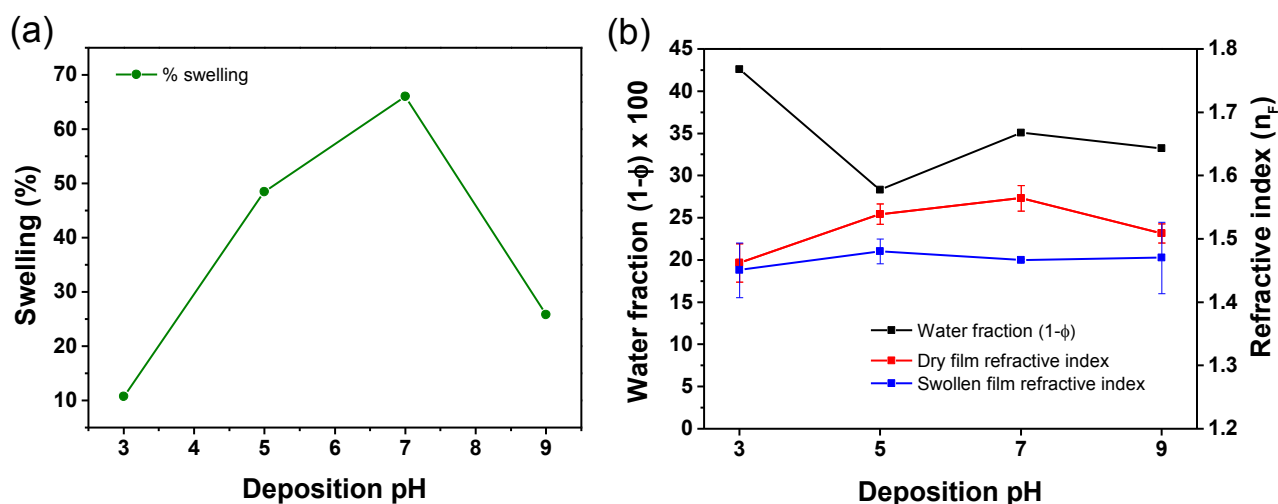 (a)
% swelling
Swelling (%)
70
60
50
40
30
20
10
3 4 5 6 7 8 9
Deposition pH
(b)
Water fraction (1-ϕ) x 100
45
40
35
30
25
20
15
10
5
0
Water fraction (1-ϕ)
Dry film refractive index
Swollen film refractive index
3 5 7 9
Deposition pH
1.8
1.7
1.6
1.5
1.4
1.3
1.2
Refractive index (nF)